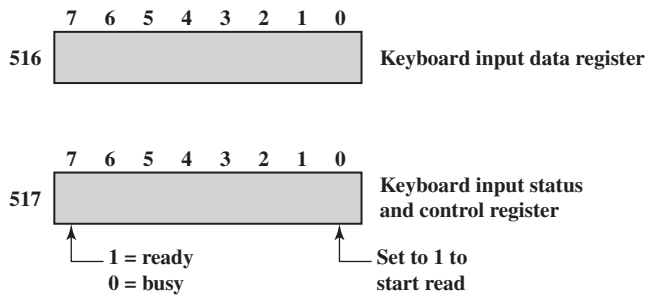 7 6 5 4 3 2 1 0
516
Keyboard input data register
7 6 5 4 3 2 1 0
517
Keyboard input status
and control register
1 = ready
0 = busy
Set to 1 to
start read